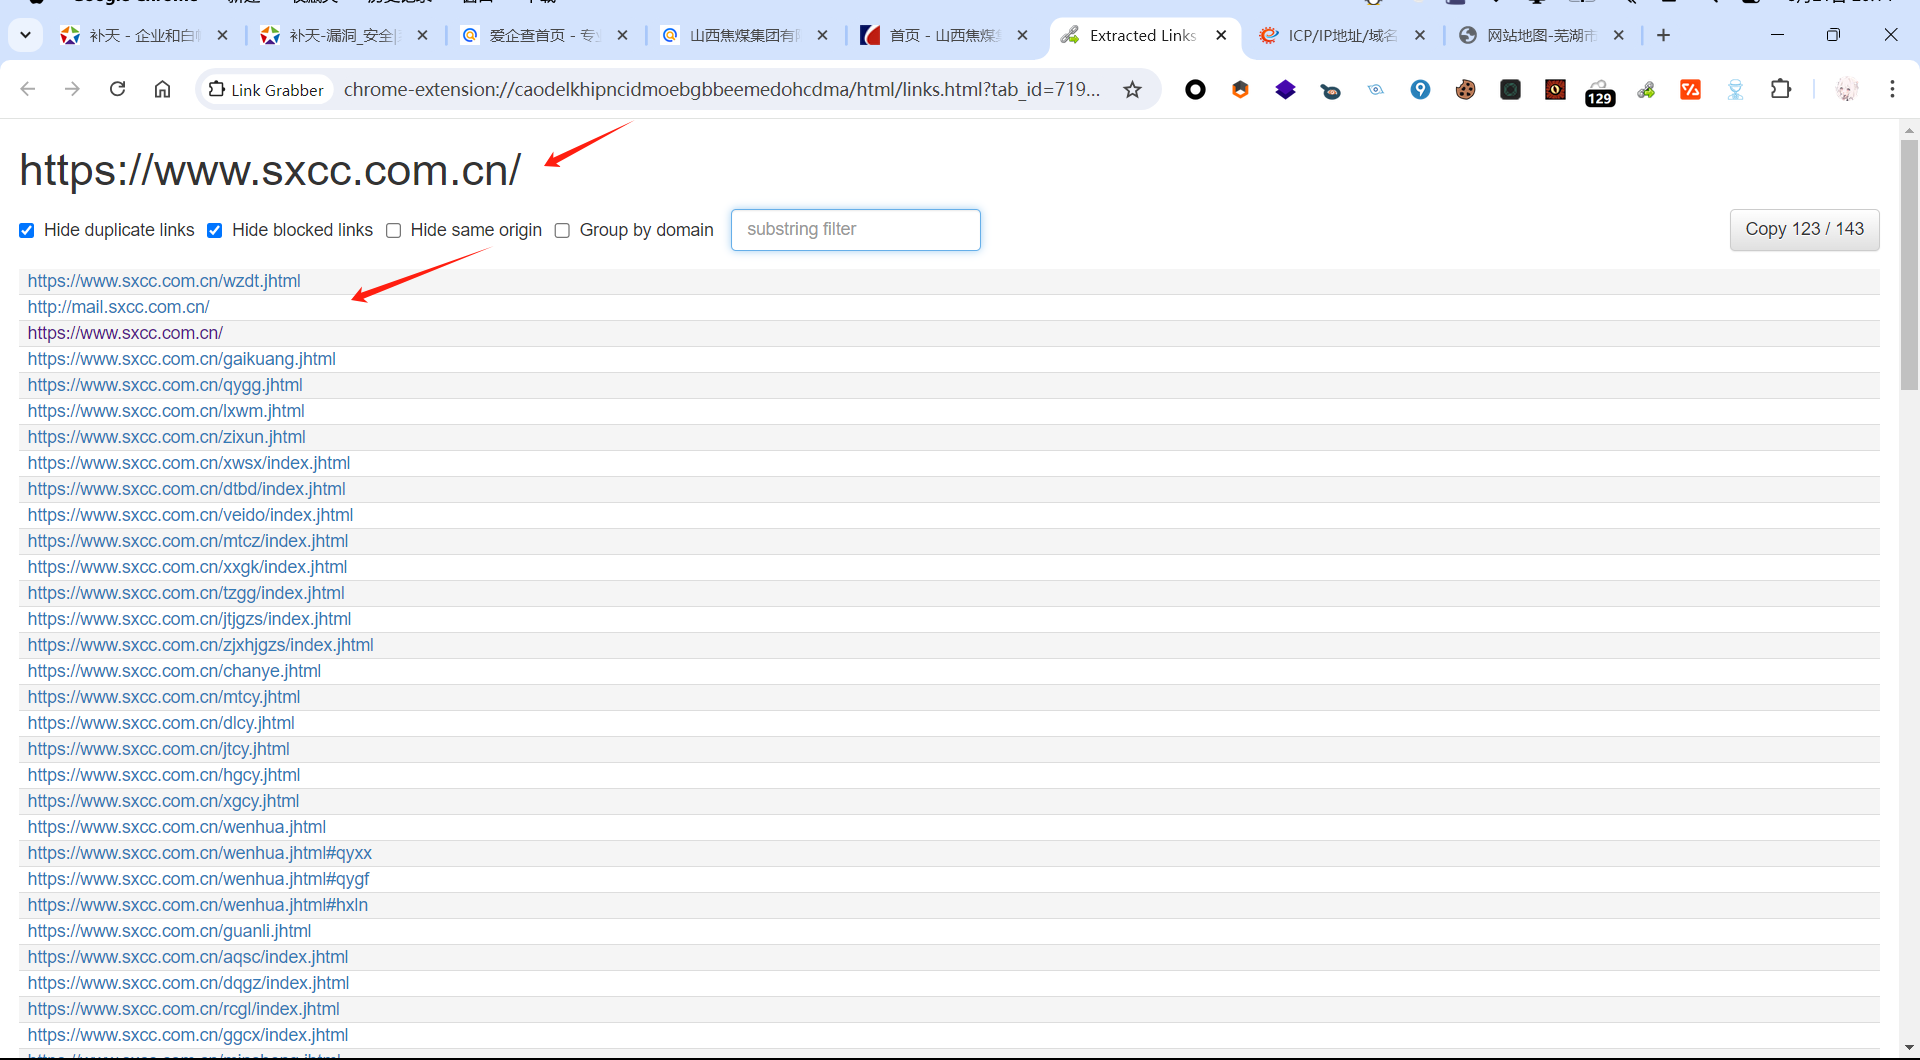 补天 - 企业和白帽
补天-漏洞_安全
爱企查首页 - 专业
山西焦煤集团有限
首页 - 山西焦煤集
Extracted Links
ICP/IP地址/域名
网站地图-芜湖市
Link Grabber
chrome-extension://caodelkhipncidmoebgbbeemedohcdma/html/links.html?tab_id=719...
129
https://www.sxcc.com.cn/
Hide duplicate links Hide blocked links Hide same origin Group by domain substring filter Copy 123 / 143
https://www.sxcc.com.cn/wzdt.jhtml
http://mail.sxcc.com.cn/
https://www.sxcc.com.cn/
https://www.sxcc.com.cn/gaikuang.jhtml
https://www.sxcc.com.cn/qygg.jhtml
https://www.sxcc.com.cn/lxwm.jhtml
https://www.sxcc.com.cn/zixun.jhtml
https://www.sxcc.com.cn/xwsx/index.jhtml
https://www.sxcc.com.cn/dtbd/index.jhtml
https://www.sxcc.com.cn/veido/index.jhtml
https://www.sxcc.com.cn/mtcz/index.jhtml
https://www.sxcc.com.cn/xxgk/index.jhtml
https://www.sxcc.com.cn/tzgg/index.jhtml
https://www.sxcc.com.cn/jtjgzs/index.jhtml
https://www.sxcc.com.cn/zjxhjgzs/index.jhtml
https://www.sxcc.com.cn/chanye.jhtml
https://www.sxcc.com.cn/mtcy.jhtml
https://www.sxcc.com.cn/dlcy.jhtml
https://www.sxcc.com.cn/jtcy.jhtml
https://www.sxcc.com.cn/hgcy.jhtml
https://www.sxcc.com.cn/xgcy.jhtml
https://www.sxcc.com.cn/wenhua.jhtml
https://www.sxcc.com.cn/wenhua.jhtml#qyxx
https://www.sxcc.com.cn/wenhua.jhtml#qygf
https://www.sxcc.com.cn/wenhua.jhtml#hxln
https://www.sxcc.com.cn/guanli.jhtml
https://www.sxcc.com.cn/aqsc/index.jhtml
https://www.sxcc.com.cn/dqgz/index.jhtml
https://www.sxcc.com.cn/rcgl/index.jhtml
https://www.sxcc.com.cn/ggcx/index.jhtml